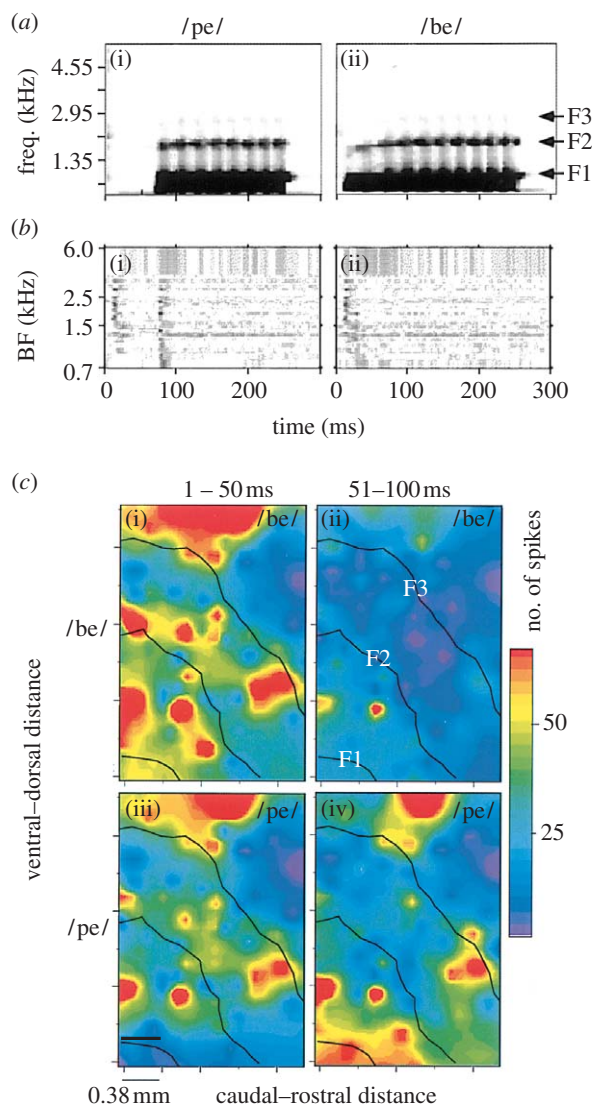 (a) /pe/ /be/
(i) (ii)
4.55
2.95
1.35
freq. (kHz)
F3
F2
F1
(b)
(i) (ii)
6.0
2.5
1.5
0.7
BF (kHz)
0 100 200 0 100 200 300
time (ms)
(c) 1 – 50 ms 51–100 ms
(i) /be/ (ii) /be/
F3
F2
F1
/be/
(iii) /pe/ (iv) /pe/
/pe/
ventral–dorsal distance
no. of spikes
50
25
0.38 mm caudal–rostral distance